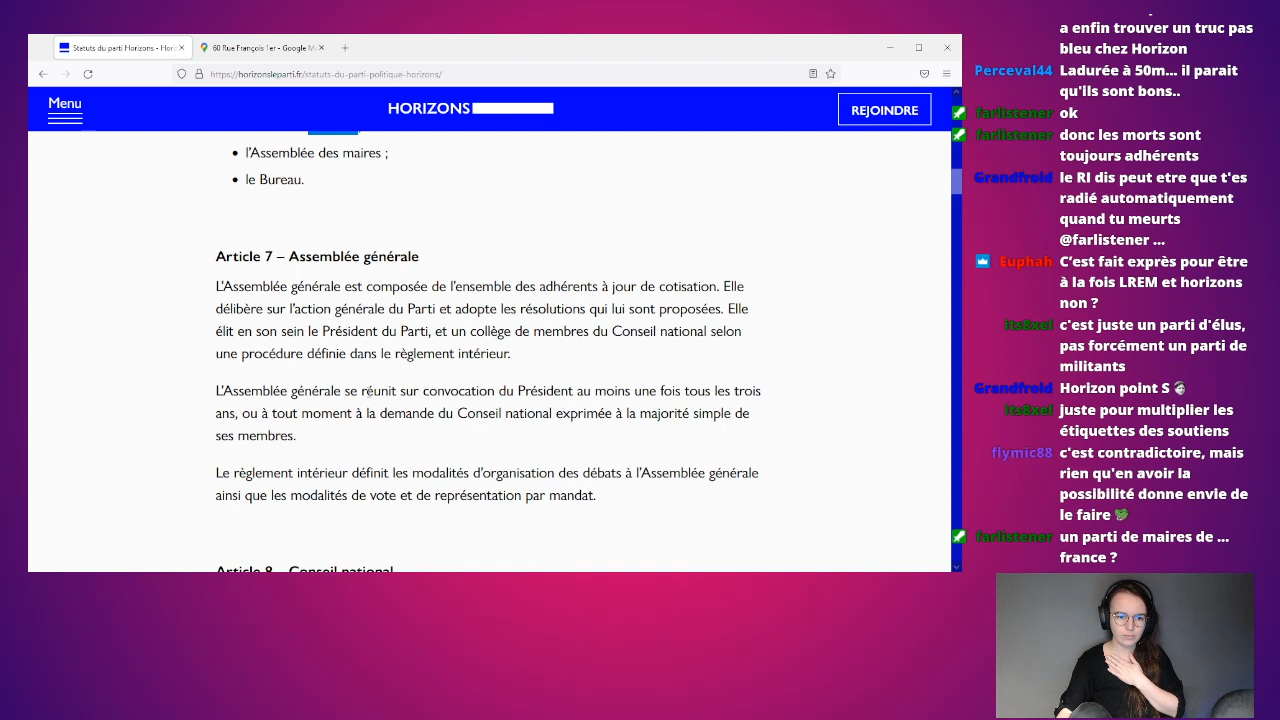 Statuts du parti Horizons - Hori
60 Rue François 1er - Google Ma
https://horizonsleparti.fr/statuts-du-parti-politique-horizons/
Menu
HORIZONS
REJOINDRE
l’Assemblée des maires ;
le Bureau.
Article 7 – Assemblée générale
L’Assemblée générale est composée de l’ensemble des adhérents à jour de cotisation. Elle
délibère sur l’action générale du Parti et adopte les résolutions qui lui sont proposées. Elle
élit en son sein le Président du Parti, et un collège de membres du Conseil national selon
une procédure définie dans le règlement intérieur.
L’Assemblée générale se réunit sur convocation du Président au moins une fois tous les trois
ans, ou à tout moment à la demande du Conseil national exprimée à la majorité simple de
ses membres.
Le règlement intérieur définit les modalités d’organisation des débats à l’Assemblée générale
ainsi que les modalités de vote et de représentation par mandat.
Article 8 – Conseil national
a enfin trouver un truc pas
bleu chez Horizon
Perceval44 Ladurée à 50m... il parait
qu'ils sont bons..
farlistener ok
farlistener donc les morts sont
toujours adhérents
Grandfroid le RI dis peut etre que t'es
radié automatiquement
quand tu meurts
@farlistener ...
Euphah C’est fait exprès pour être
à la fois LREM et horizons
non ?
its6xel c'est juste un parti d'élus,
pas forcément un parti de
militants
Grandfroid Horizon point S
its6xel juste pour multiplier les
étiquettes des soutiens
flymic88 c'est contradictoire, mais
rien qu'en avoir la
possibilité donne envie de
le faire
farlistener un parti de maires de ...
france ?